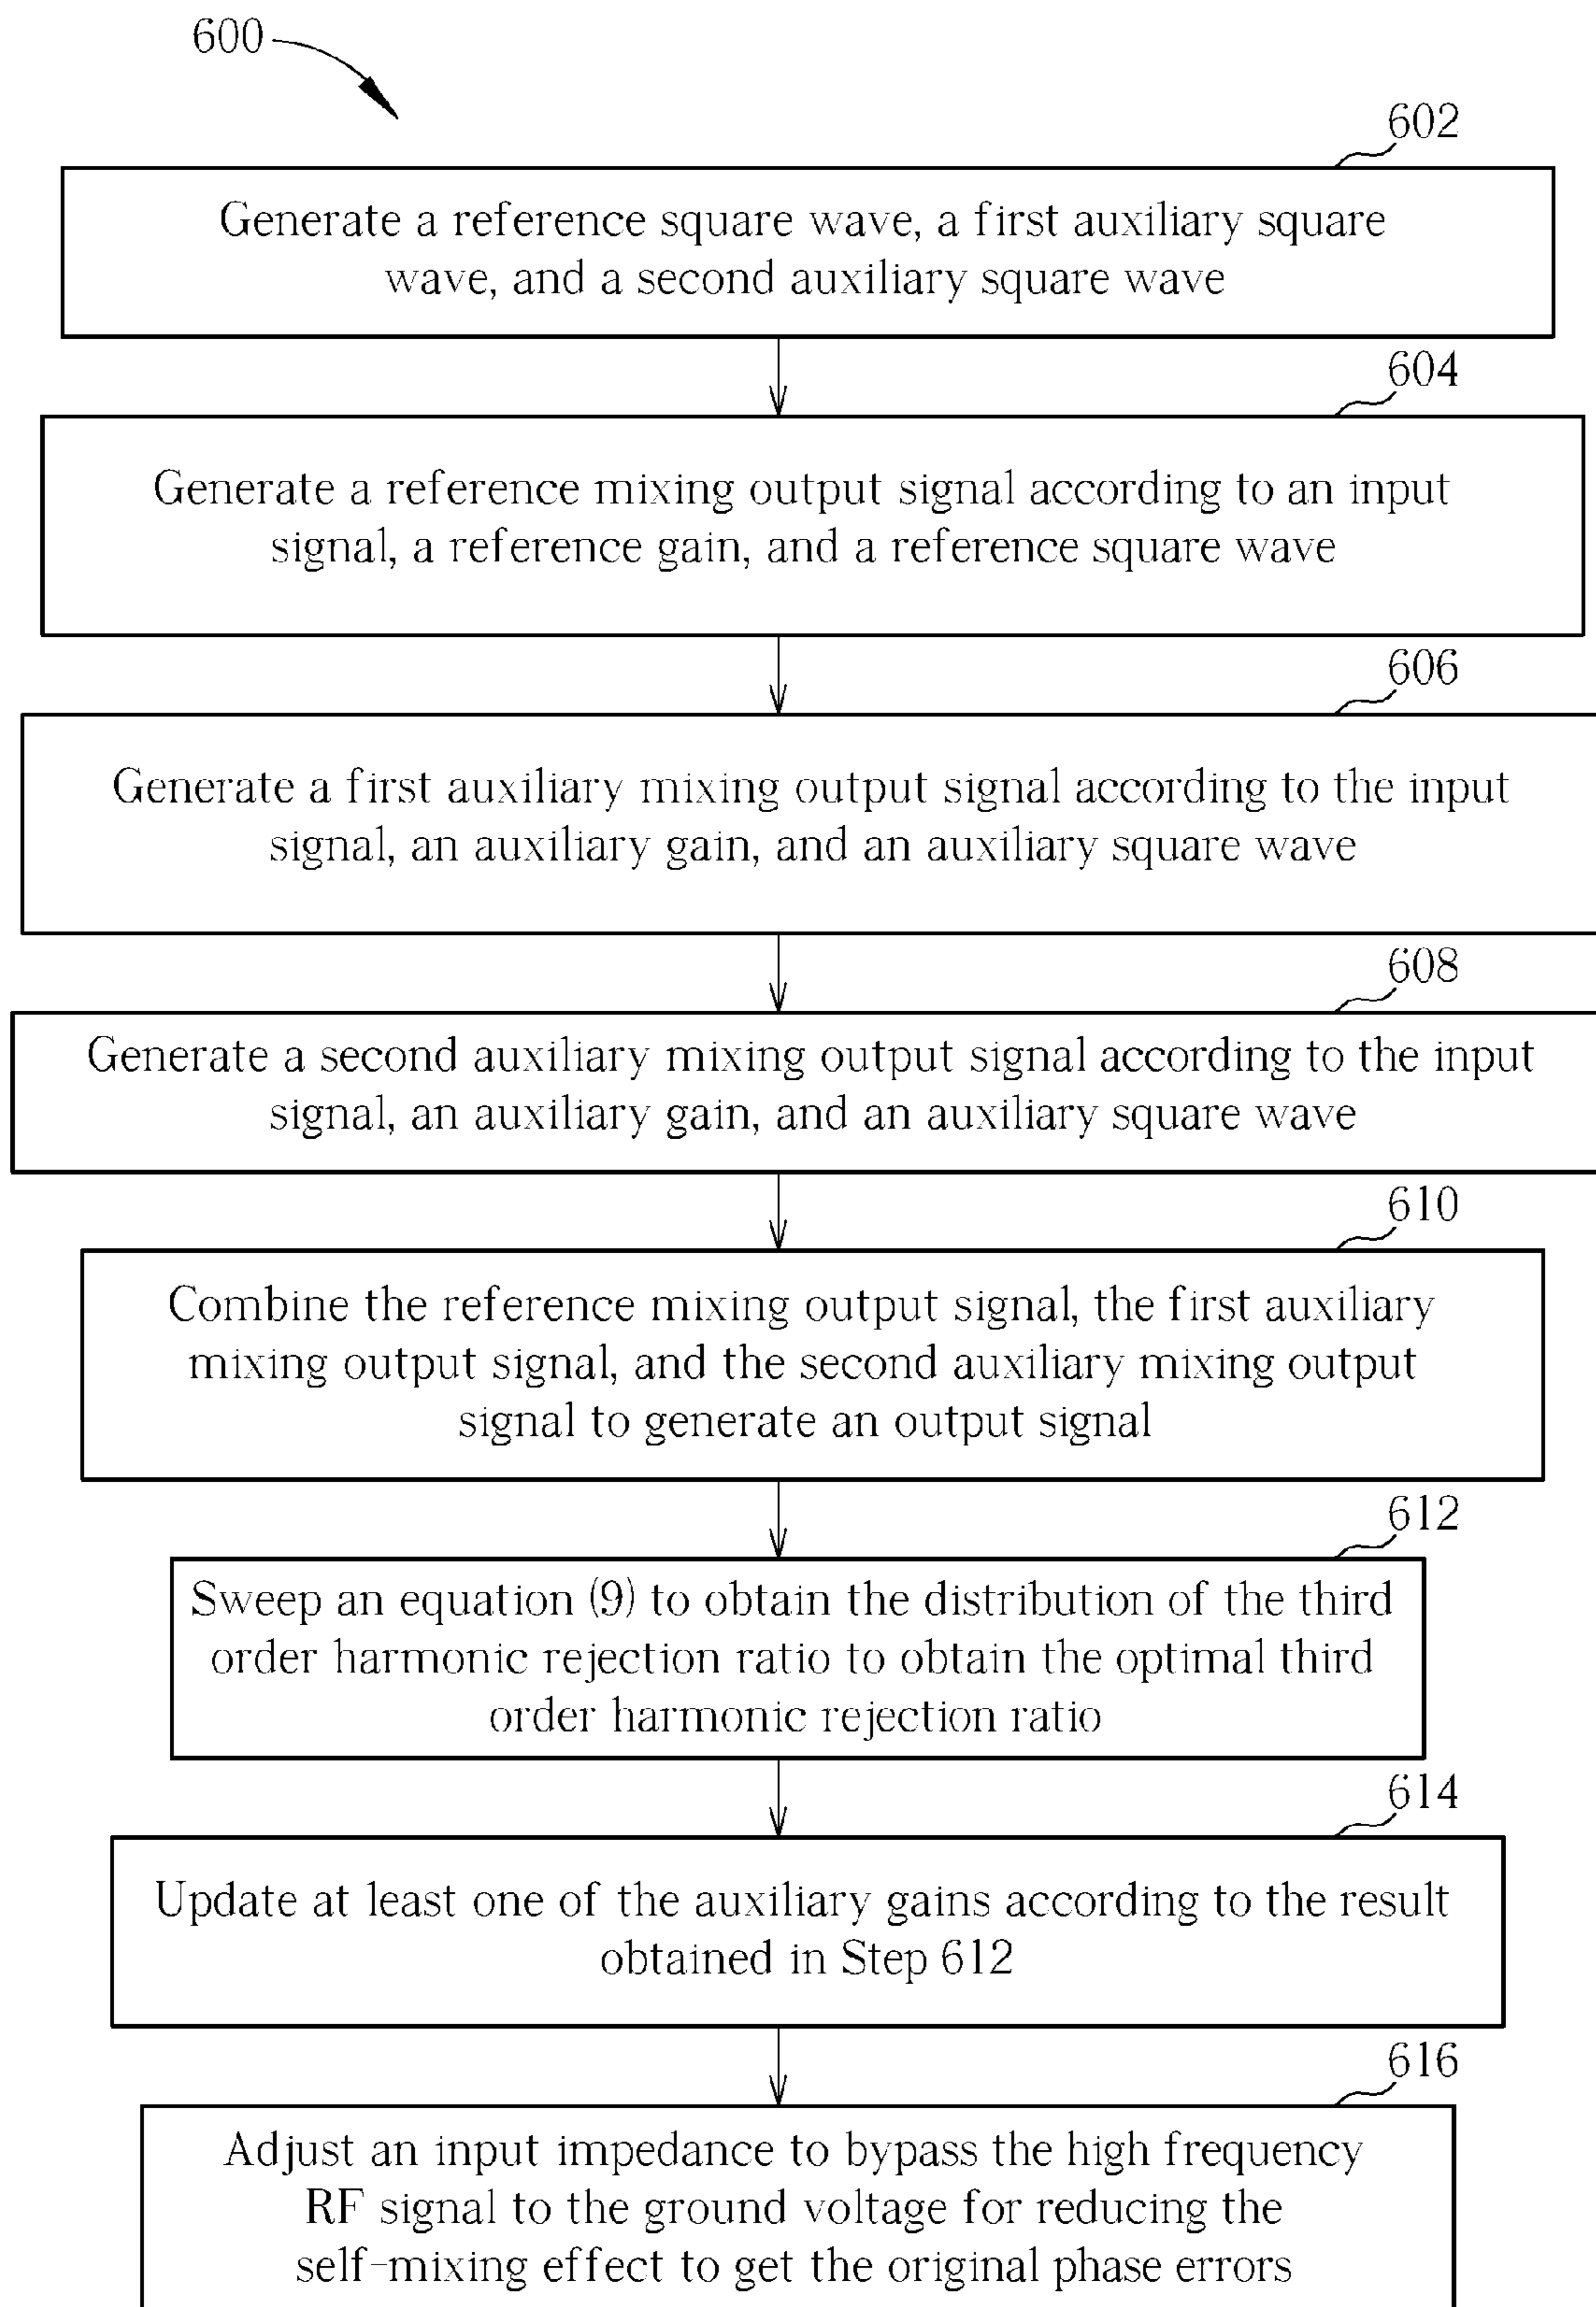 600
602
Generate a reference square wave, a first auxiliary square
wave, and a second auxiliary square wave
604
Generate a reference mixing output signal according to an input
signal, a reference gain, and a reference square wave
606
Generate a first auxiliary mixing output signal according to the input
signal, an auxiliary gain, and an auxiliary square wave
608
Generate a second auxiliary mixing output signal according to the input
signal, an auxiliary gain, and an auxiliary square wave
610
Combine the reference mixing output signal, the first auxiliary
mixing output signal, and the second auxiliary mixing output
signal to generate an output signal
612
Sweep an equation (9) to obtain the distribution of the third
order harmonic rejection ratio to obtain the optimal third
order harmonic rejection ratio
614
Update at least one of the auxiliary gains according to the result
obtained in Step 612
616
Adjust an input impedance to bypass the high frequency
RF signal to the ground voltage for reducing the
self-mixing effect to get the original phase errors